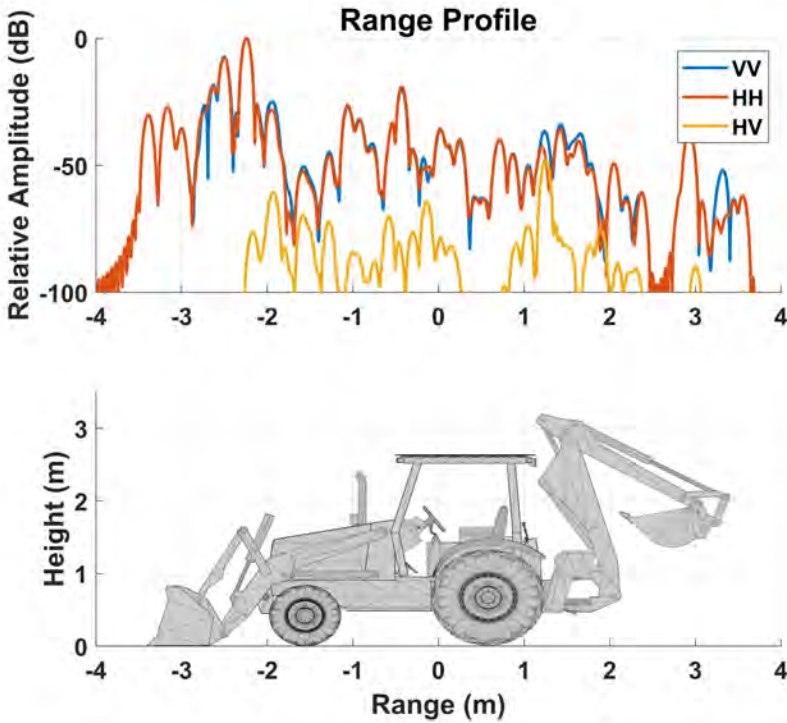 Range Profile
Relative Amplitude (dB)
0
-50
-100
VV
HH
HV
-4 -3 -2 -1 0 1 2 3 4
Height (m)
3
2
1
0
-4 -3 -2 -1 0 1 2 3 4
Range (m)